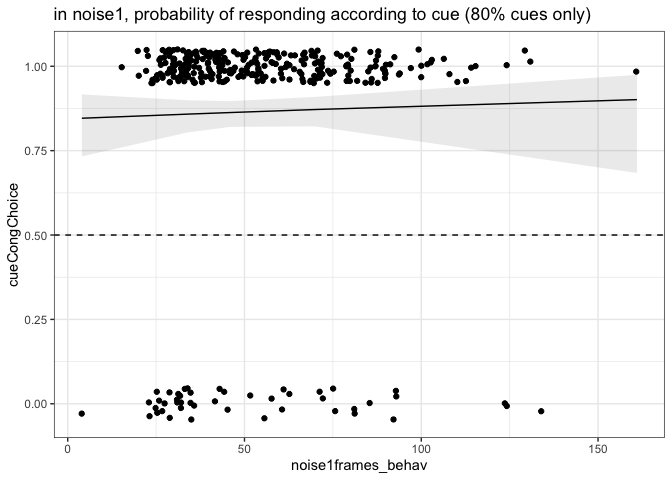 in noise1, probability of responding according to cue (80% cues only)
1.00
0.75
0.50
0.25
0.00
cueCongChoice
0 50 100 150
noise1frames_behav